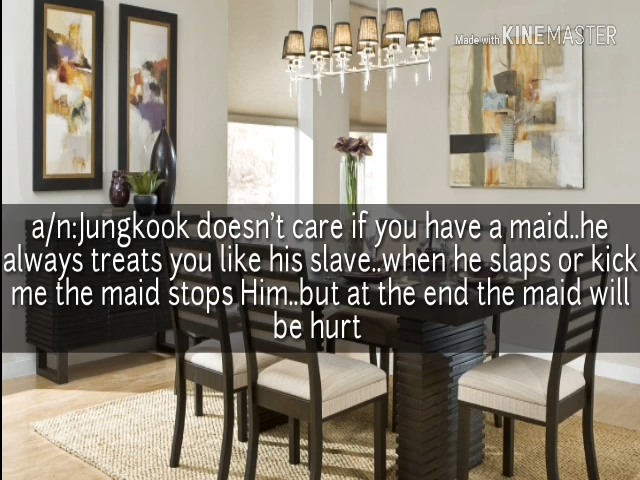 Made with KINEMASTER
a/n:Jungkook doesn't care if you have a maid..he
always treats you like his slave..when he slaps or kick
me the maid stops Him..but at the end the maid will
be hurt